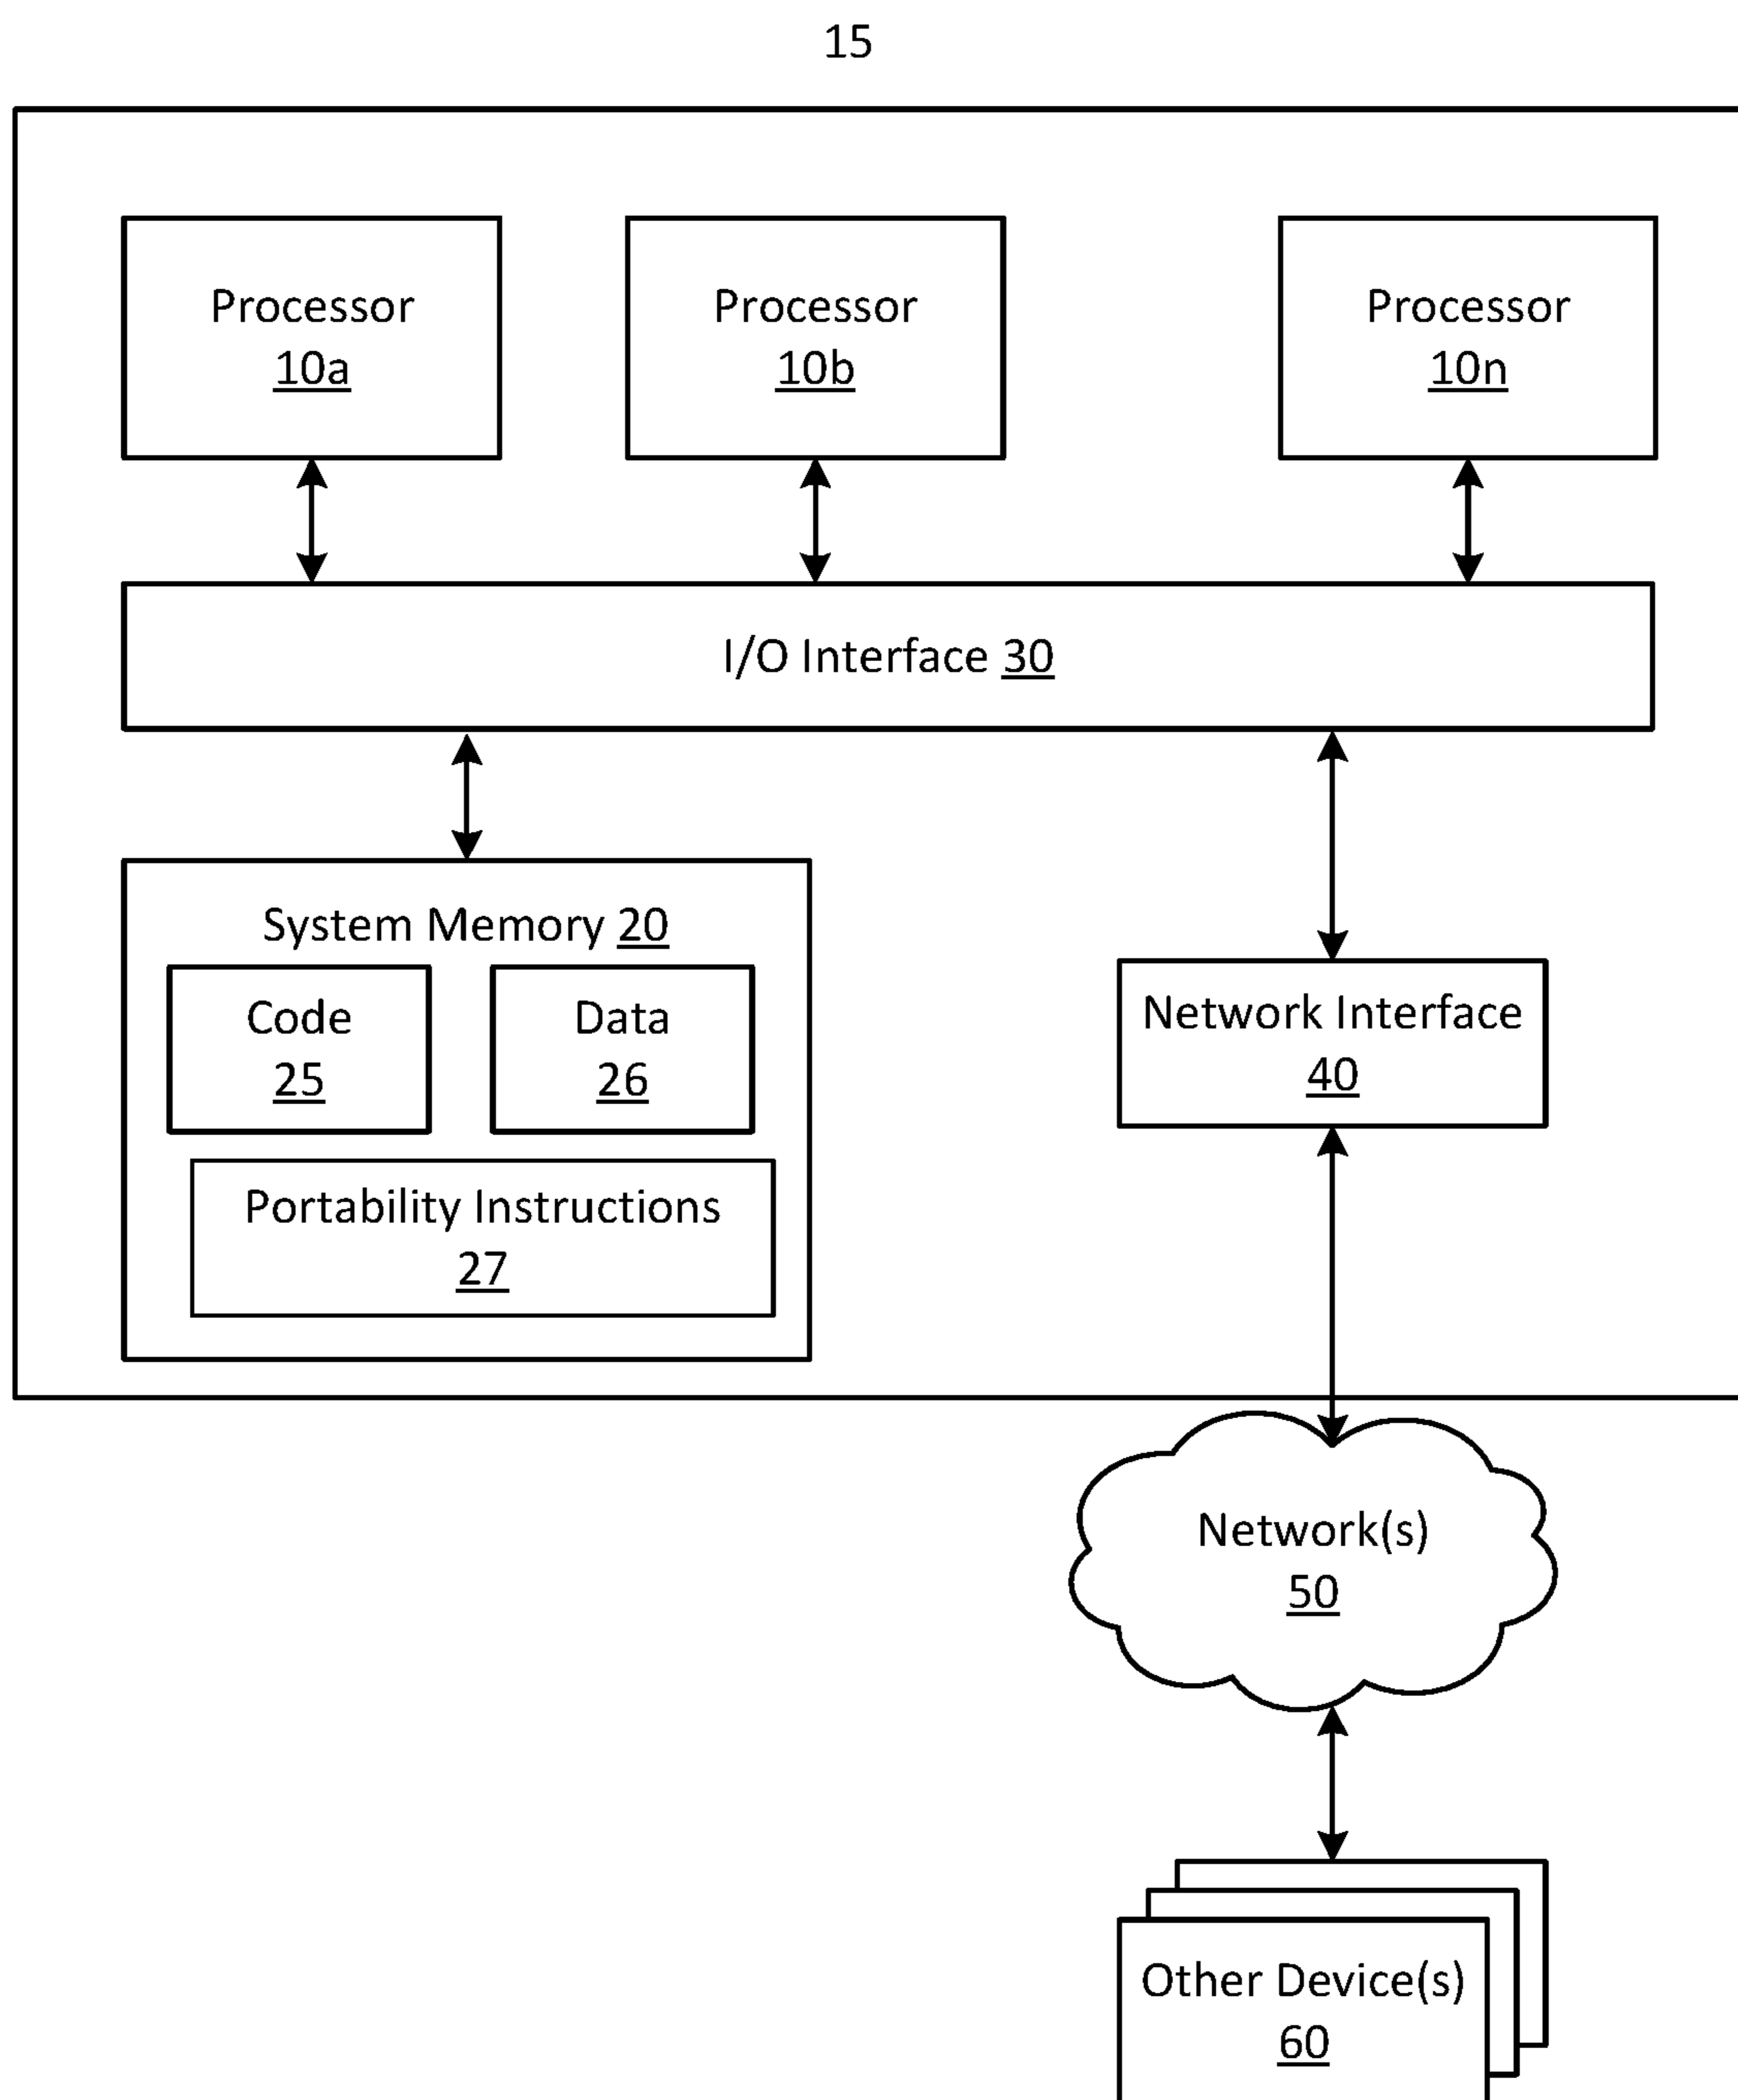 15
Processor
10a
Processor
10b
Processor
10n
I/O Interface 30
System Memory 20
Code
25
Data
26
Portability Instructions
27
Network Interface
40
Network(s)
50
Other Device(s)
60